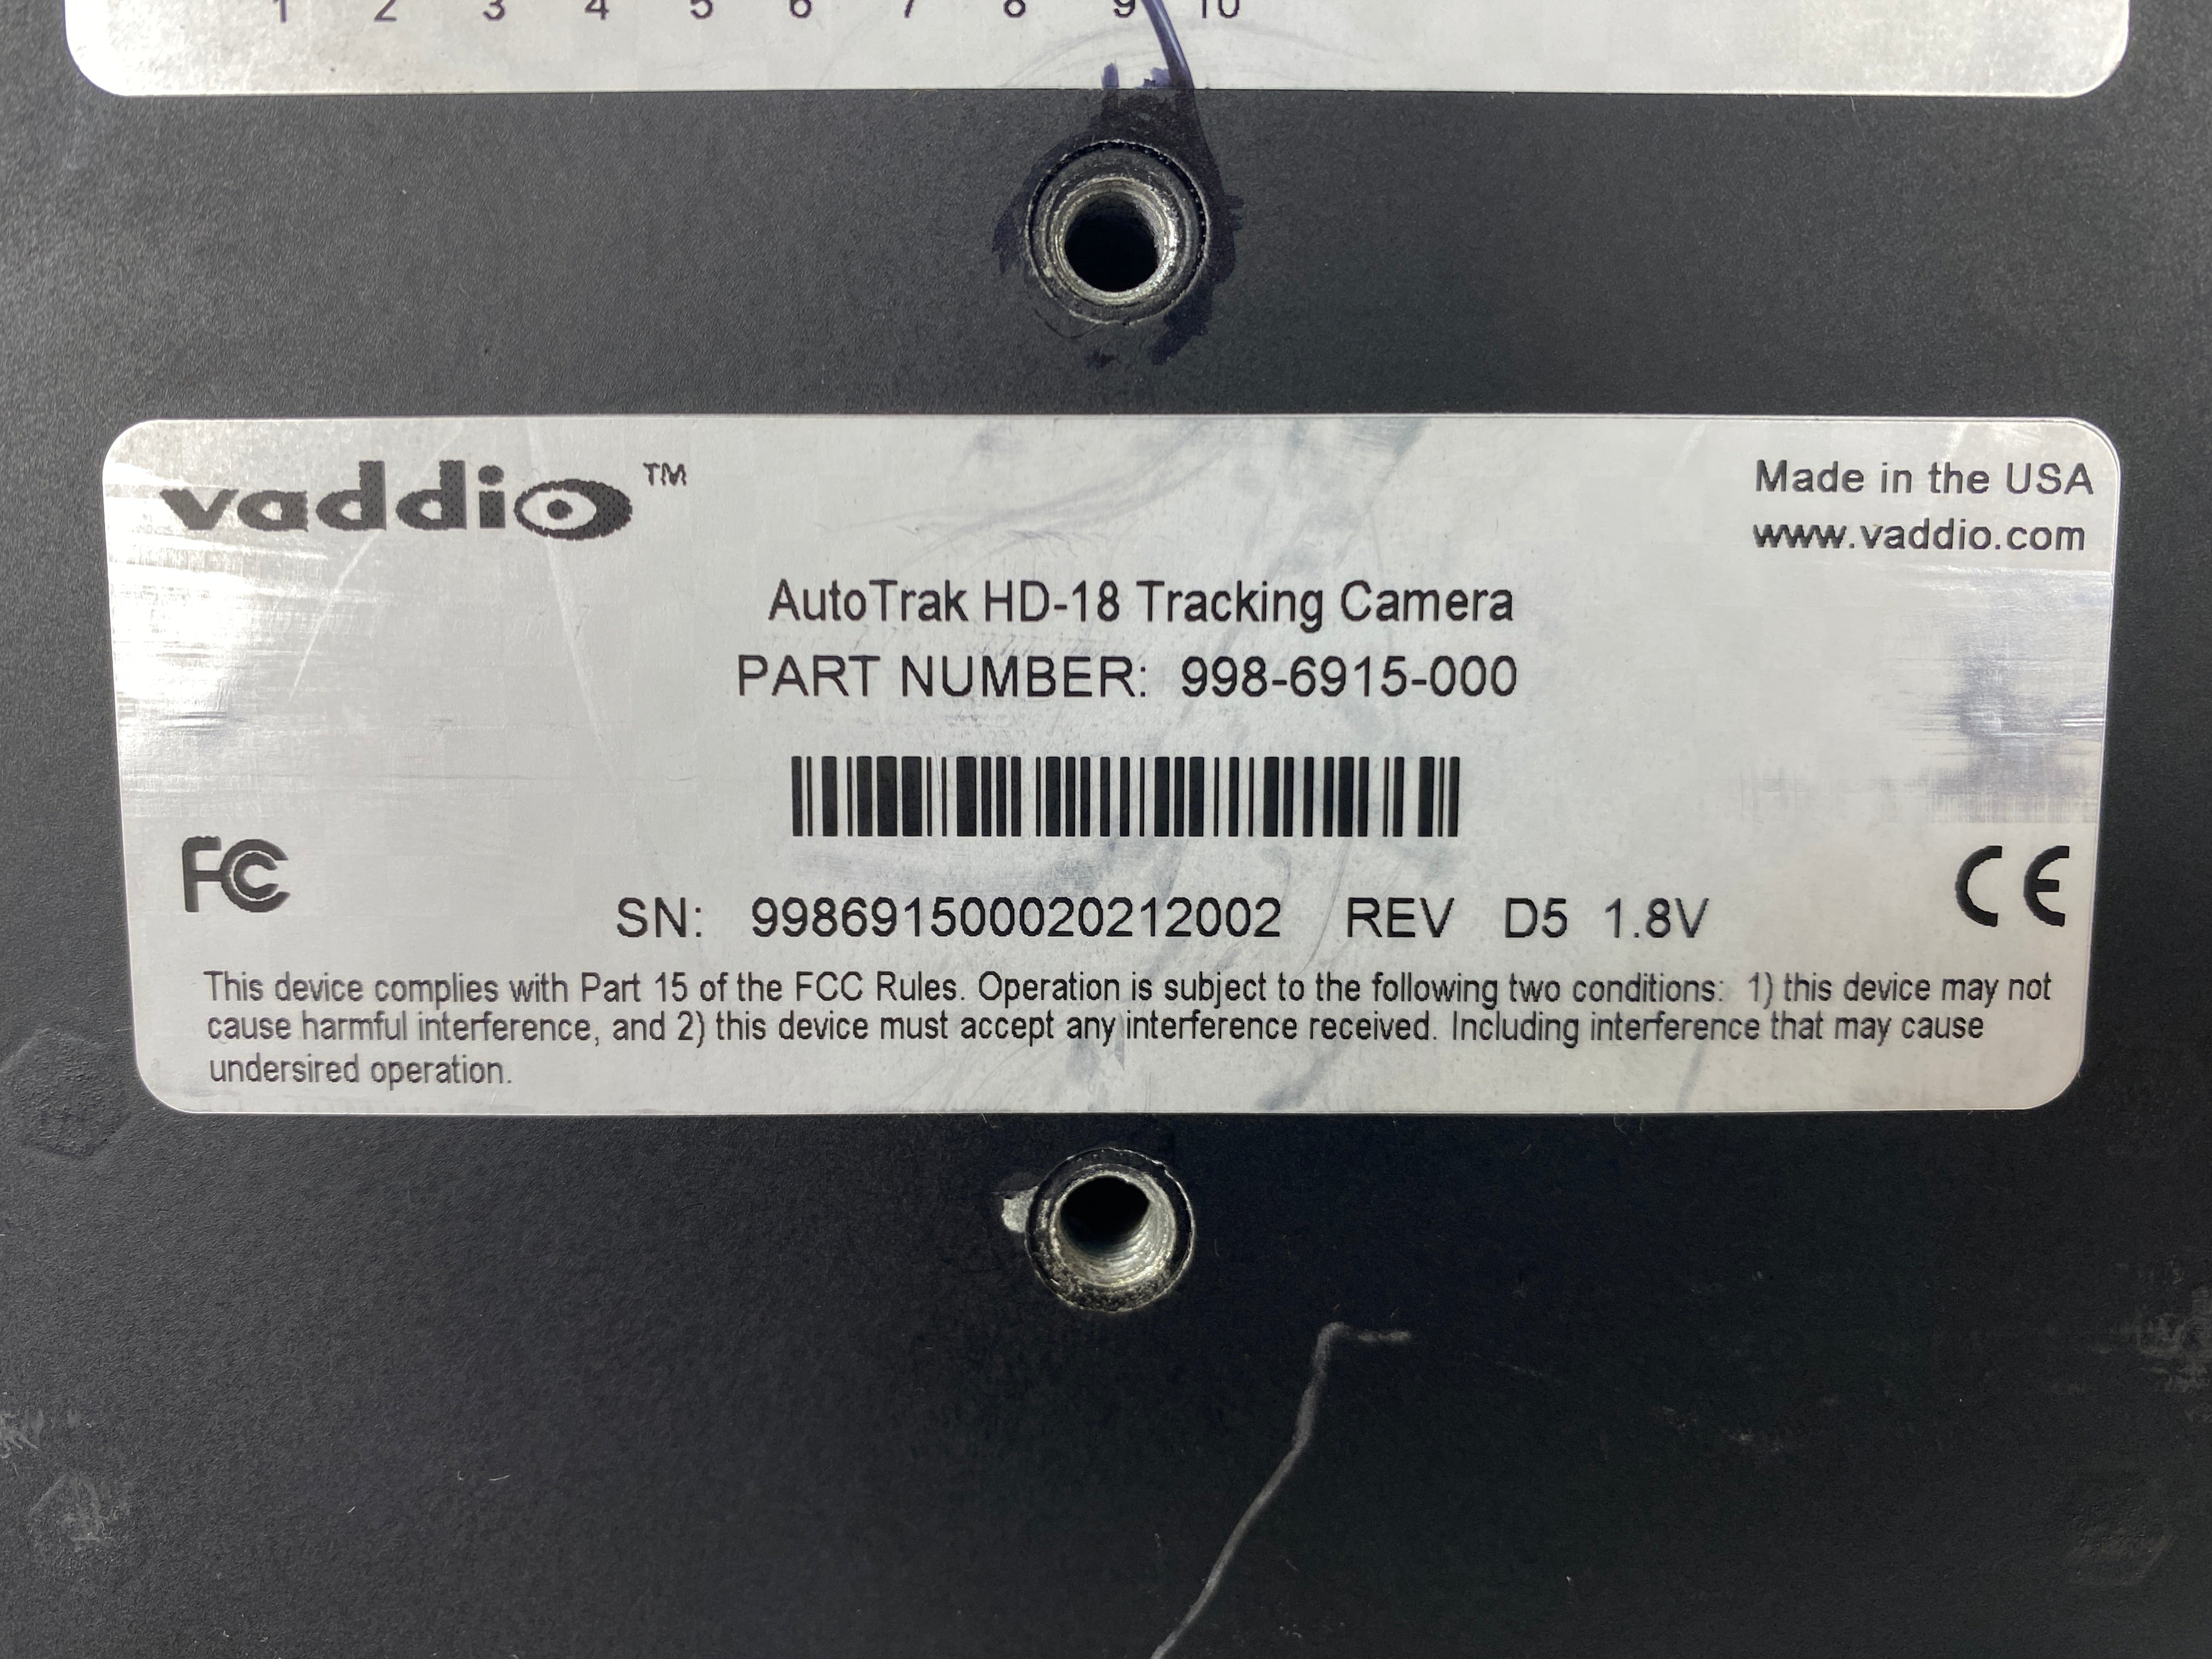 1 2 3 4 5 6 7 8 9 10
vaddio™
Made in the USA
www.vaddio.com
AutoTrak HD-18 Tracking Camera
PART NUMBER: 998-6915-000
FC
CE
SN: 998691500020212002 REV D5 1.8V
This device complies with Part 15 of the FCC Rules. Operation is subject to the following two conditions: 1) this device may not
cause harmful interference, and 2) this device must accept any interference received. Including interference that may cause
undersired operation.